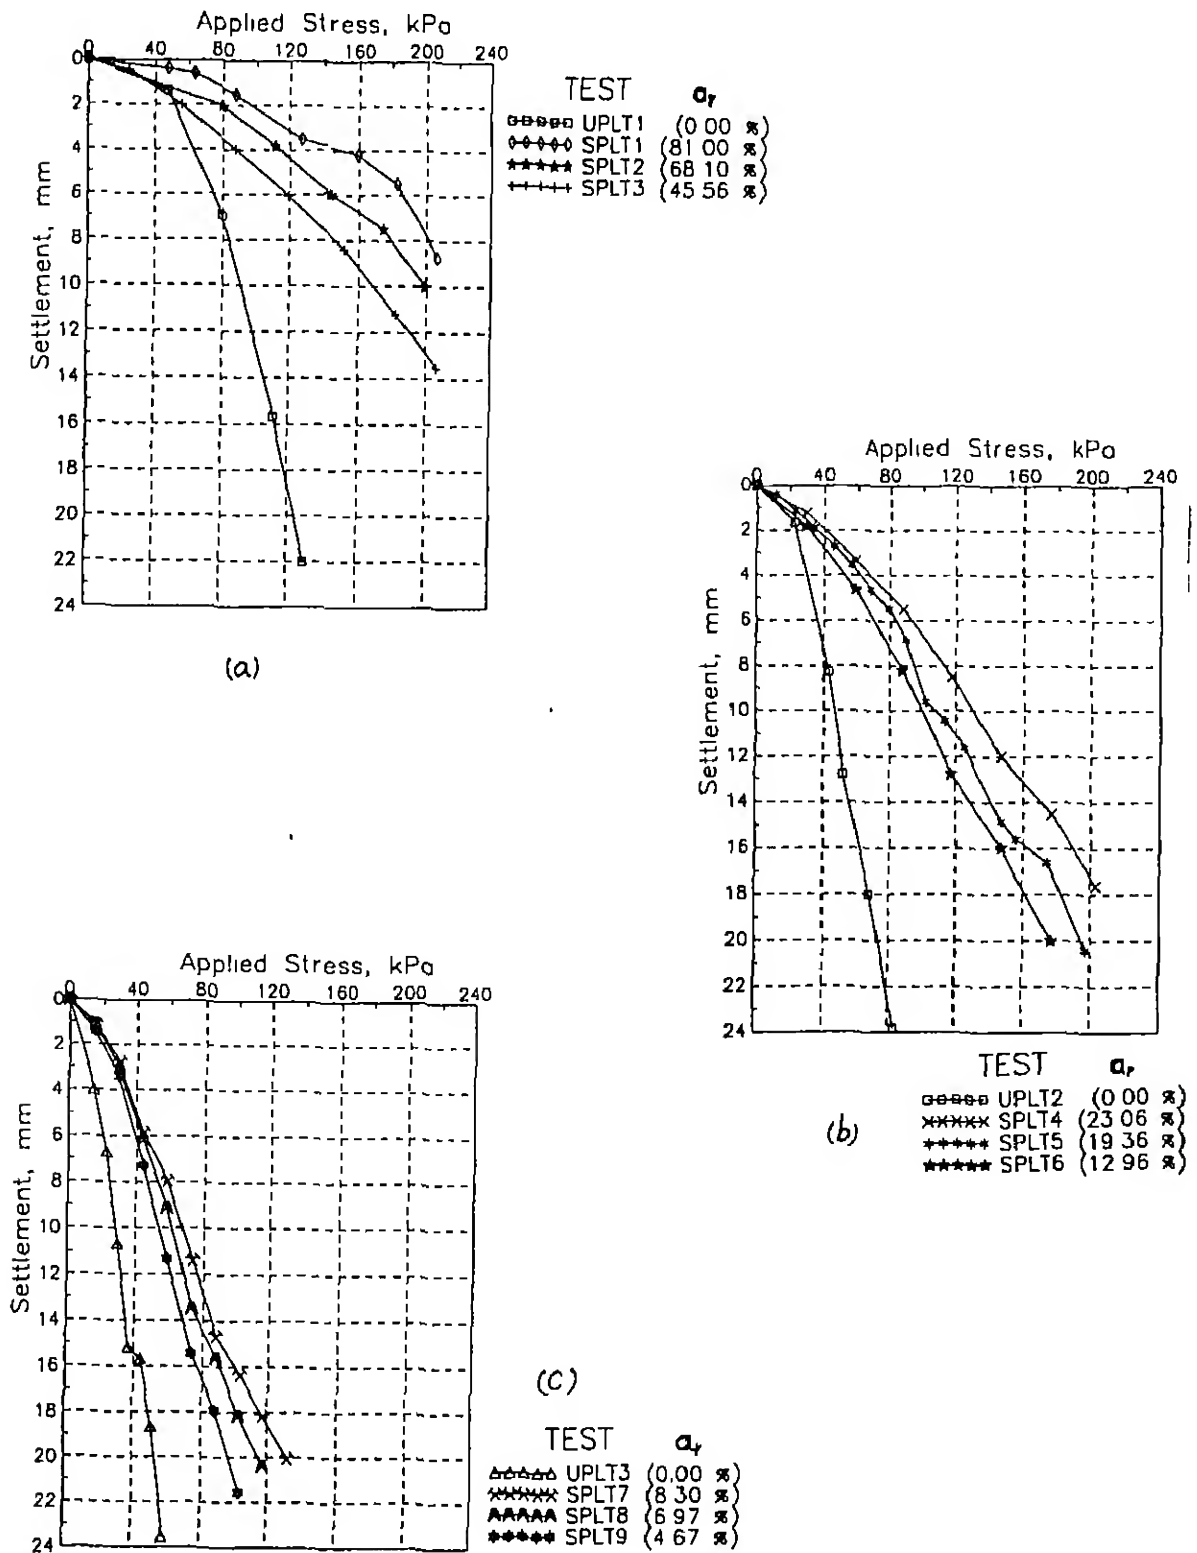 Applied Stress, kPa
0 40 80 120 160 200 240
0
2
4
6
8
10
12
14
16
18
20
22
24
Settlement, mm
TEST a_r
UPLT1 (0 00 %)
SPLT1 (81 00 %)
SPLT2 (68 10 %)
SPLT3 (45 56 %)
(a)
Applied Stress, kPa
0 40 80 120 160 200 240
0
2
4
6
8
10
12
14
16
18
20
22
24
Settlement, mm
TEST a_r
UPLT2 (0 00 %)
SPLT4 (23 06 %)
SPLT5 (19 36 %)
SPLT6 (12 96 %)
(b)
Applied Stress, kPa
0 40 80 120 160 200 240
0
2
4
6
8
10
12
14
16
18
20
22
24
Settlement, mm
(c)
TEST a_r
UPLT3 (0.00 %)
SPLT7 (8 30 %)
SPLT8 (6 97 %)
SPLT9 (4 67 %)